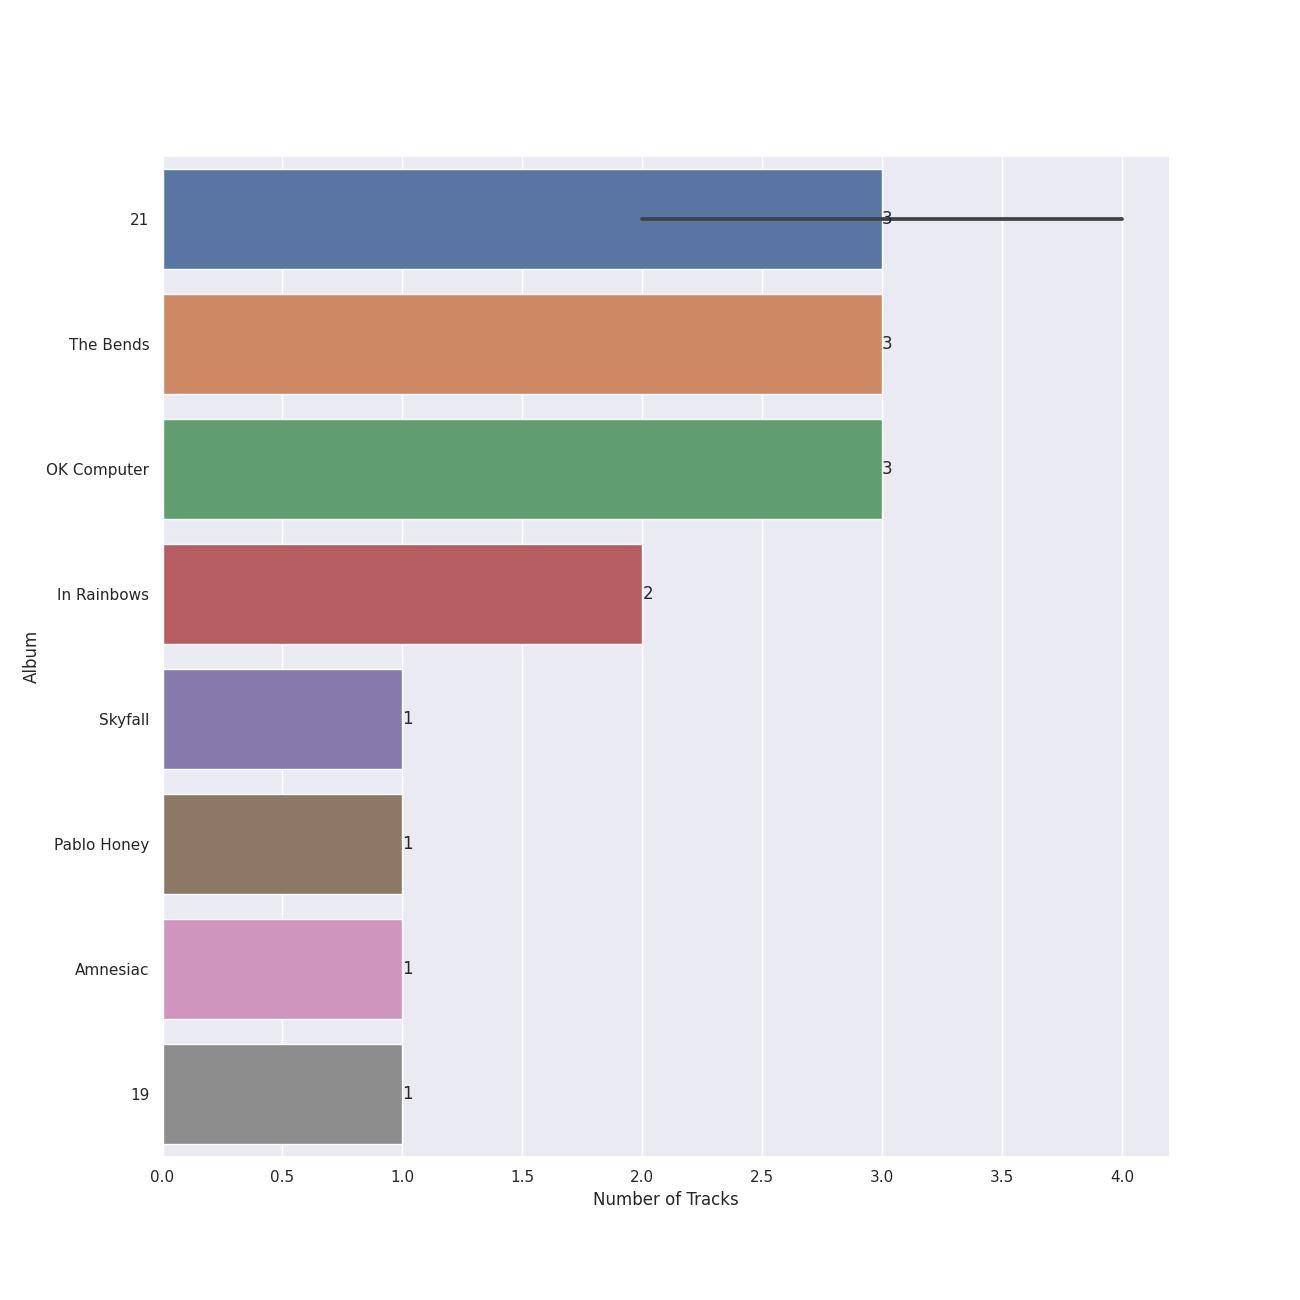 21
3
The Bends
3
OK Computer
3
In Rainbows
2
Skyfall
1
Pablo Honey
1
Amnesiac
1
19
1
Album
0.0 0.5 1.0 1.5 2.0 2.5 3.0 3.5 4.0
Number of Tracks